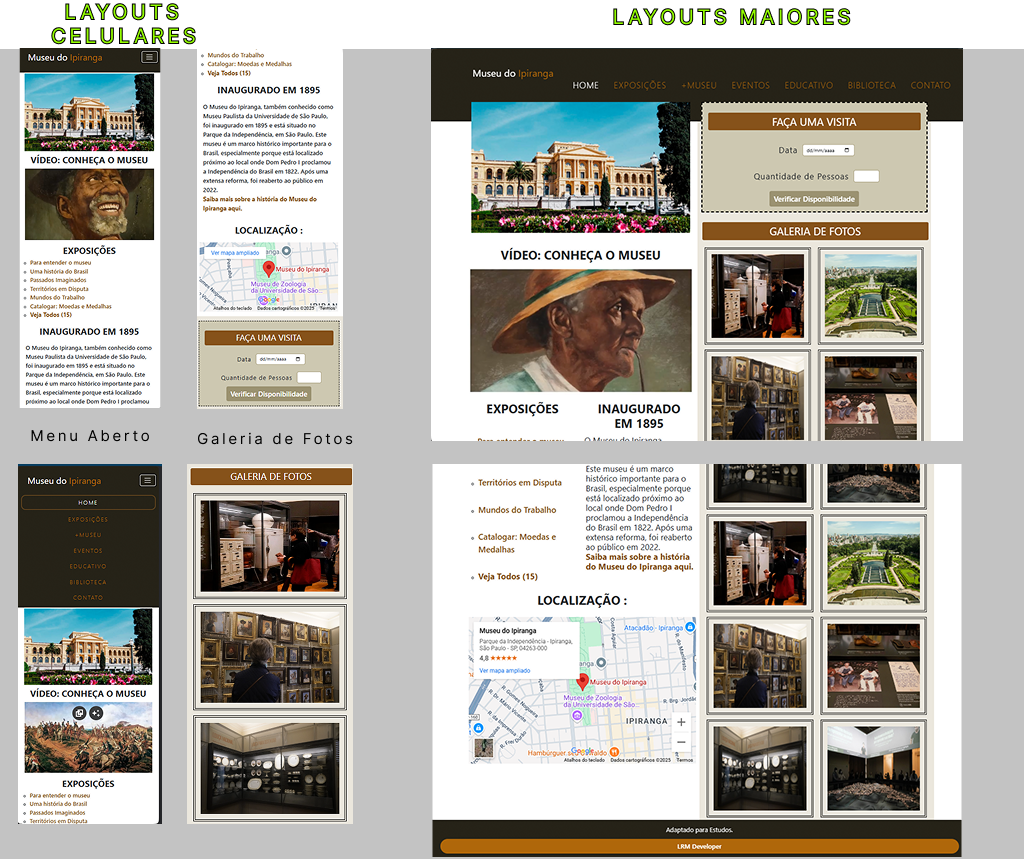 LAYOUTS
CELULARES
LAYOUTS MAIORES
Museu do Ipiranga
VÍDEO: CONHEÇA O MUSEU
EXPOSIÇÕES
Para entender o museu
Uma história do Brasil
Passados Imaginados
Territórios em Disputa
Mundos do Trabalho
Catalogar: Moedas e Medalhas
Veja Todos (15)
INAUGURADO EM 1895
O Museu do Ipiranga, também conhecido como
Museu Paulista da Universidade de São Paulo,
foi inaugurado em 1895 e está situado no
Parque da Independência, em São Paulo. Este
museu é um marco histórico importante para o
Brasil, especialmente porque está localizado
próximo ao local onde Dom Pedro I proclamou
Mundos do Trabalho
Catalogar: Moedas e Medalhas
Veja Todos (15)
INAUGURADO EM 1895
O Museu do Ipiranga, também conhecido como
Museu Paulista da Universidade de São Paulo,
foi inaugurado em 1895 e está situado no
Parque da Independência, em São Paulo. Este
museu é um marco histórico importante para o
Brasil, especialmente porque está localizado
próximo ao local onde Dom Pedro I proclamou
a Independência do Brasil em 1822. Após uma
extensa reforma, foi reaberto ao público em
2022.
Saiba mais sobre a história do Museu do
Ipiranga aqui.
LOCALIZAÇÃO :
Ver mapa ampliado
Museu do Ipiranga
Museu de Zoologia
da Universidade de São...
Google
Atalhos do teclado Dados cartográficos ©2025 Termos
FAÇA UMA VISITA
Data dd/mm/aaaa
Quantidade de Pessoas
Verificar Disponibilidade
Museu do Ipiranga
HOME EXPOSIÇÕES +MUSEU EVENTOS EDUCATIVO BIBLIOTECA CONTATO
FAÇA UMA VISITA
Data dd/mm/aaaa
Quantidade de Pessoas
Verificar Disponibilidade
GALERIA DE FOTOS
VÍDEO: CONHEÇA O MUSEU
EXPOSIÇÕES
INAUGURADO
EM 1895
Para entender o museu
O Museu do Ipiranga,
Menu Aberto
Galeria de Fotos
Museu do Ipiranga
HOME
EXPOSIÇÕES
+MUSEU
EVENTOS
EDUCATIVO
BIBLIOTECA
CONTATO
VÍDEO: CONHEÇA O MUSEU
EXPOSIÇÕES
Para entender o museu
Uma história do Brasil
Passados Imaginados
Territórios em Disputa
GALERIA DE FOTOS
Territórios em Disputa
Mundos do Trabalho
Catalogar: Moedas e
Medalhas
Veja Todos (15)
Este museu é um marco
histórico importante para o
Brasil, especialmente porque
está localizado próximo ao
local onde Dom Pedro I
proclamou a Independência
do Brasil em 1822. Após uma
extensa reforma, foi reaberto
ao público em 2022.
Saiba mais sobre a história
do Museu do Ipiranga aqui.
LOCALIZAÇÃO :
Museu do Ipiranga
Parque da Independência - Ipiranga,
São Paulo - SP, 04263-000
4,8 ★★★★★
Ver mapa ampliado
Atacadão - Ipiranga
Museu do Ipiranga
Museu de Zoologia
da Universidade de São...
IPIRANGA
Google
Atalhos do teclado Dados cartográficos ©2025 Termos
Adaptado para Estudos.
LRM Developer